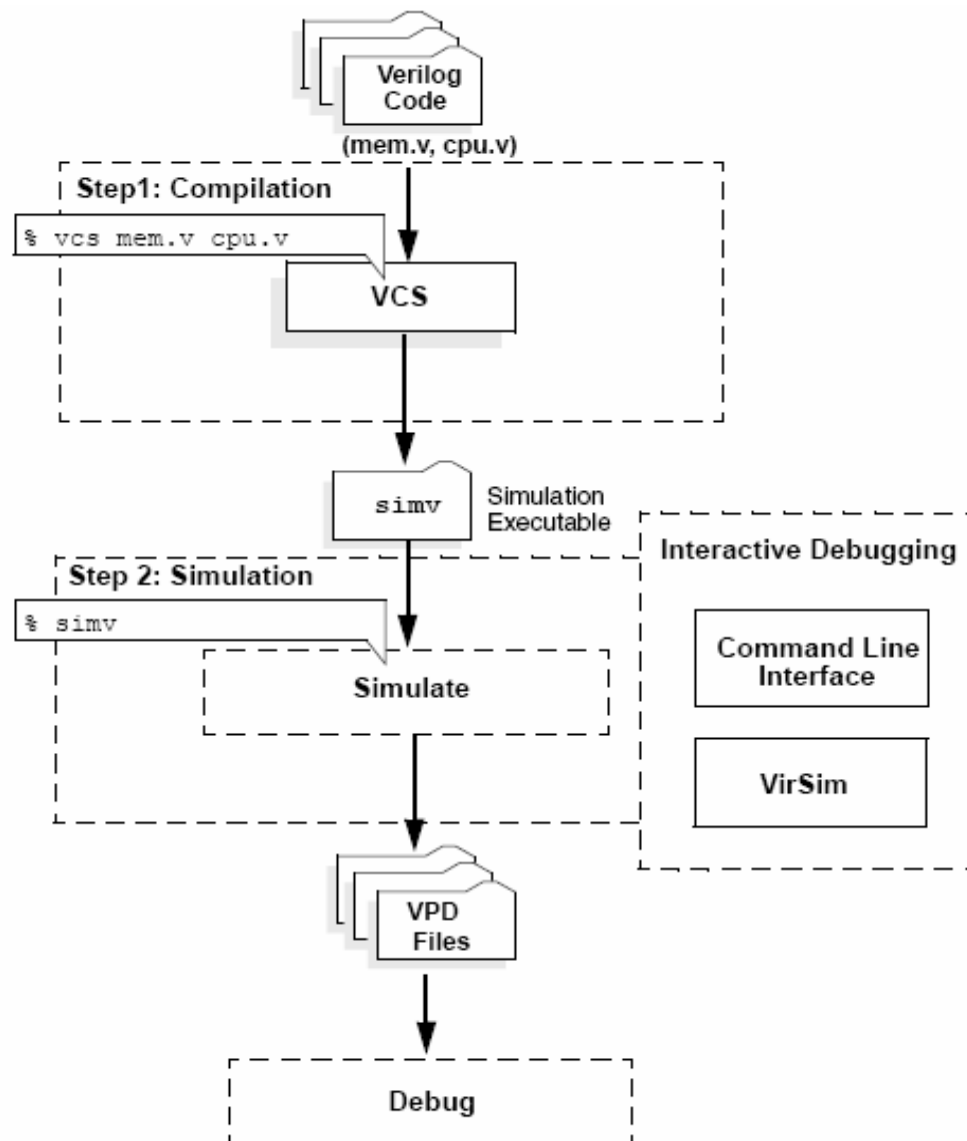 Verilog
Code
(mem.v, cpu.v)
Step1: Compilation
% vcs mem.v cpu.v
VCS
simv
Simulation
Executable
Interactive Debugging
Step 2: Simulation
% simv
Command Line
Interface
Simulate
VirSim
VPD
Files
Debug